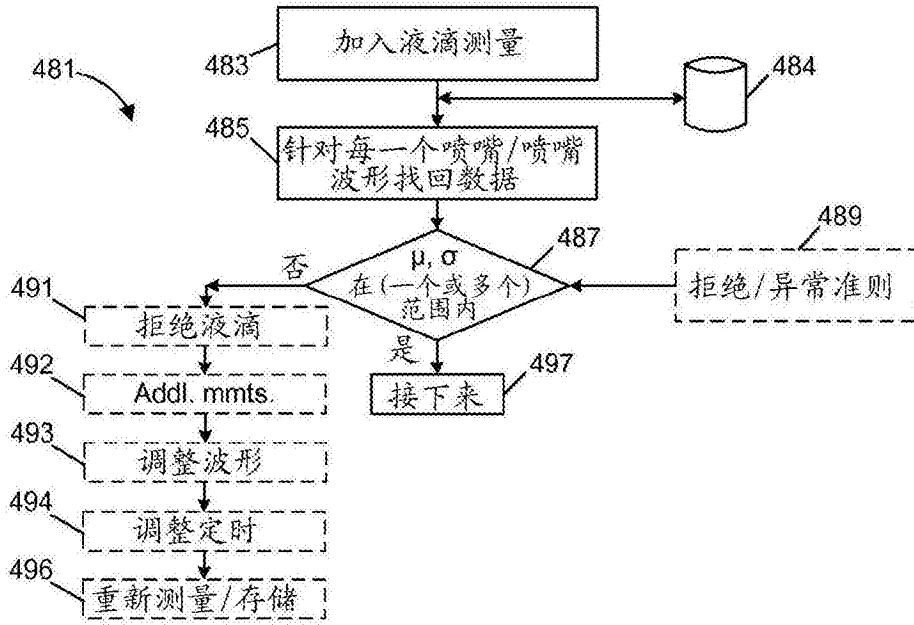 481
483
加入液滴测量
484
485
针对每一个喷嘴/喷嘴
波形找回数据
487
μ, σ
在(一个或多个)
范围内
489
拒绝/异常准则
否
是
491
拒绝液滴
497
接下来
492
Addl. mmts.
493
调整波形
494
调整定时
496
重新测量/存储